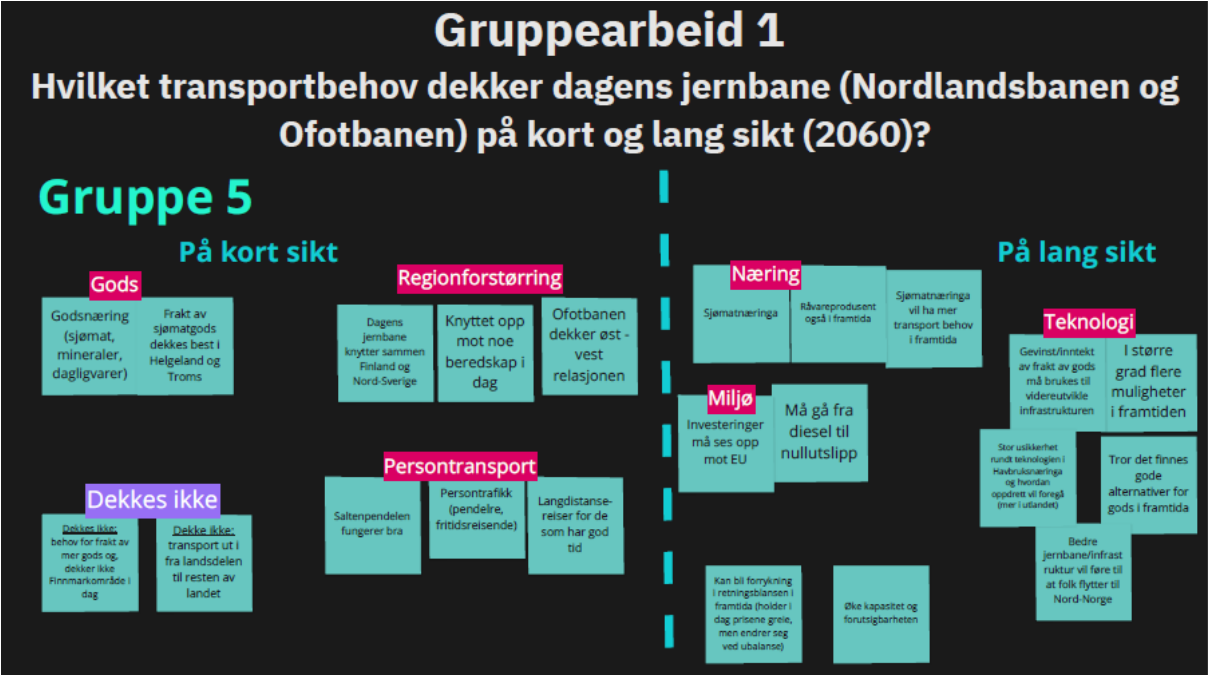 Gruppearbeid 1
Hvilket transportbehov dekker dagens jernbane (Nordlandsbanen og
Ofotbanen) på kort og lang sikt (2060)?
Gruppe 5
På kort sikt
Gods
Godsnæring
(sjømat,
mineraler,
dagligvarer)
Frakt av
sjømatgods
dekkes best i
Helgeland og
Troms
Regionforstørring
Dagens
jernbane
knytter sammen
Finland og
Nord-Sverige
Knyttet opp
mot noe
beredskap i
dag
Ofotbanen
dekker øst -
vest
relasjonen
Dekkes ikke
Dekkes ikke:
behov for frakt av
mer gods og,
dekker ikke
Finnmarkområde i
dag
Dekke ikke:
transport ut i
fra landsdelen
til resten av
landet
Persontransport
Saltenpendelen
fungerer bra
Persontrafikk
(pendelre,
fritidsreisende)
Langdistanse-
reiser for de
som har god
tid
På lang sikt
Næring
Sjømatnæringa
Råvareprodusent
også i framtida
Sjømatnæringa
vil ha mer
transport behov
i framtida
Miljø
Investeringer
må ses opp
mot EU
Må gå fra
diesel til
nullutslipp
Teknologi
Gevinst/inntekt
av frakt av gods
må brukes til
videreutvikle
infrastrukturen
I større
grad flere
muligheter
i framtiden
Stor usikkerhet
rundt teknologien i
Havbruksnæringa
og hvordan
oppdrett vil foregå
(mer i utlandet)
Tror det finnes
gode
alternativer for
gods i framtida
Bedre
jernbane/infrast
ruktur vil føre til
at folk flytter til
Nord-Norge
Kan bli forrykning
i retningsblansen i
framtida (holder i
dag prisene greie,
men endrer seg
ved ubalanse)
Øke kapasitet og
forutsigbarheten